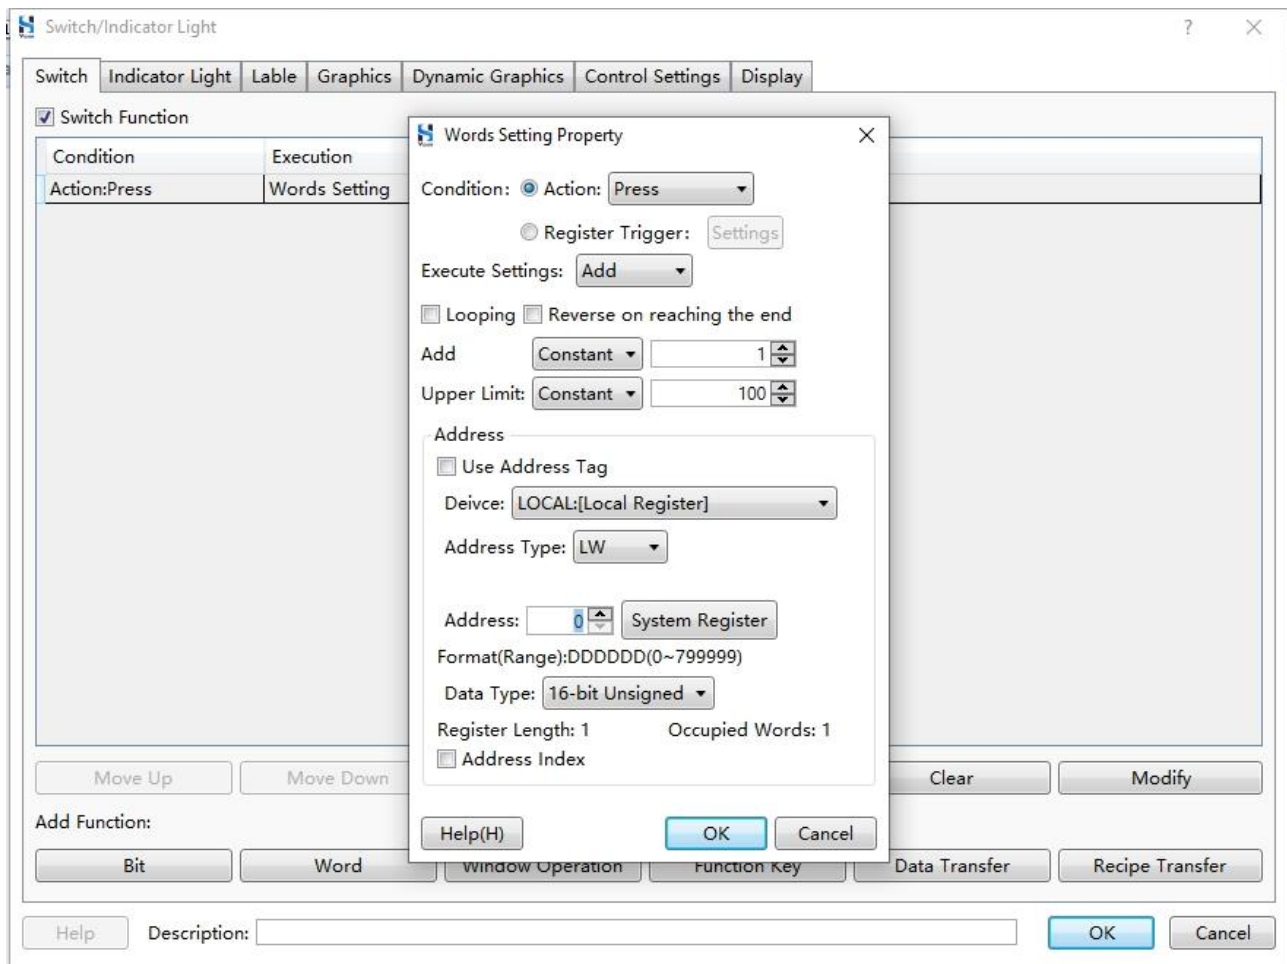 Switch/Indicator Light ?
Switch Indicator Light Lable Graphics Dynamic Graphics Control Settings Display
Switch Function
Condition Execution
Action:Press Words Setting
Words Setting Property
Condition: Action: Press
Register Trigger: Settings
Execute Settings: Add
Looping Reverse on reaching the end
Add Constant 1
Upper Limit: Constant 100
Address
Use Address Tag
Deivce: LOCAL:[Local Register]
Address Type: LW
Address: 0 System Register
Format(Range):DDDDDD(0~799999)
Data Type: 16-bit Unsigned
Register Length: 1 Occupied Words: 1
Address Index
Help(H) OK Cancel
Move Up Move Down Clear Modify
Add Function:
Bit Word Window Operation Function Key Data Transfer Recipe Transfer
Help Description: OK Cancel